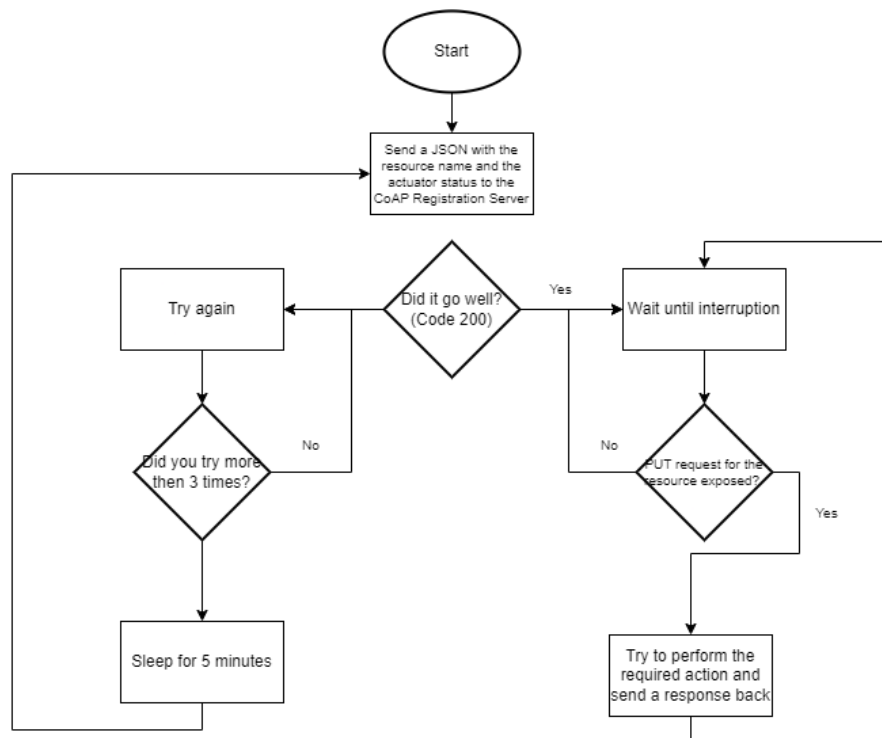 Start
Send a JSON with the
resource name and the
actuator status to the
CoAP Registration Server
Try again
Did it go well?
(Code 200)
Yes
Wait until interruption
Did you try more
then 3 times?
No
No
PUT request for the
resource exposed?
Yes
Sleep for 5 minutes
Try to perform the
required action and
send a response back